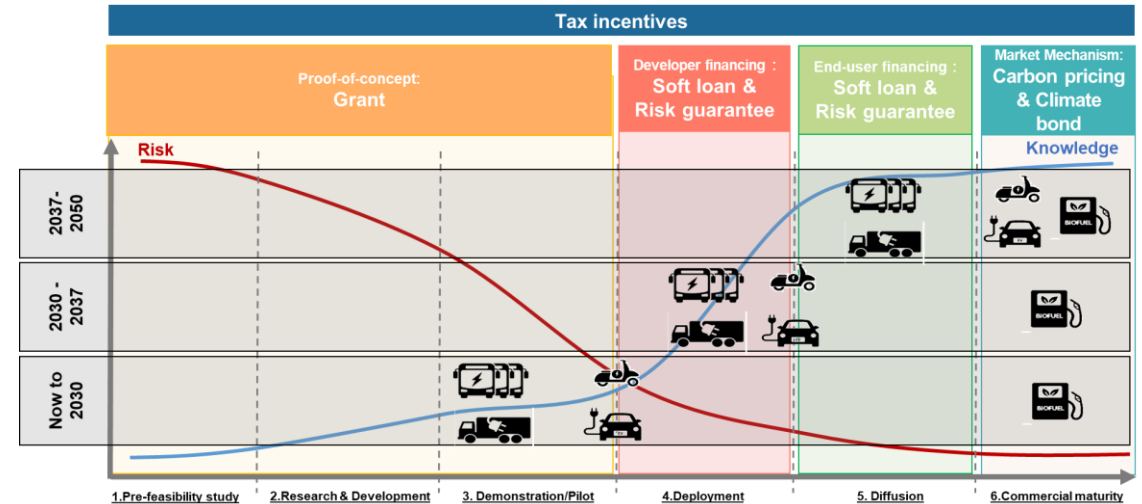 Tax incentives
Proof-of-concept:
Grant
Developer financing :
Soft loan &
Risk guarantee
End-user financing :
Soft loan &
Risk guarantee
Market Mechanism:
Carbon pricing
& Climate
bond
Risk
Knowledge
2037-
2050
BIOFUEL
2030 -
2037
BIOFUEL
Now to
2030
BIOFUEL
1.Pre-feasibility study
2.Research & Development
3. Demonstration/Pilot
4.Deployment
5. Diffusion
6.Commercial maturity